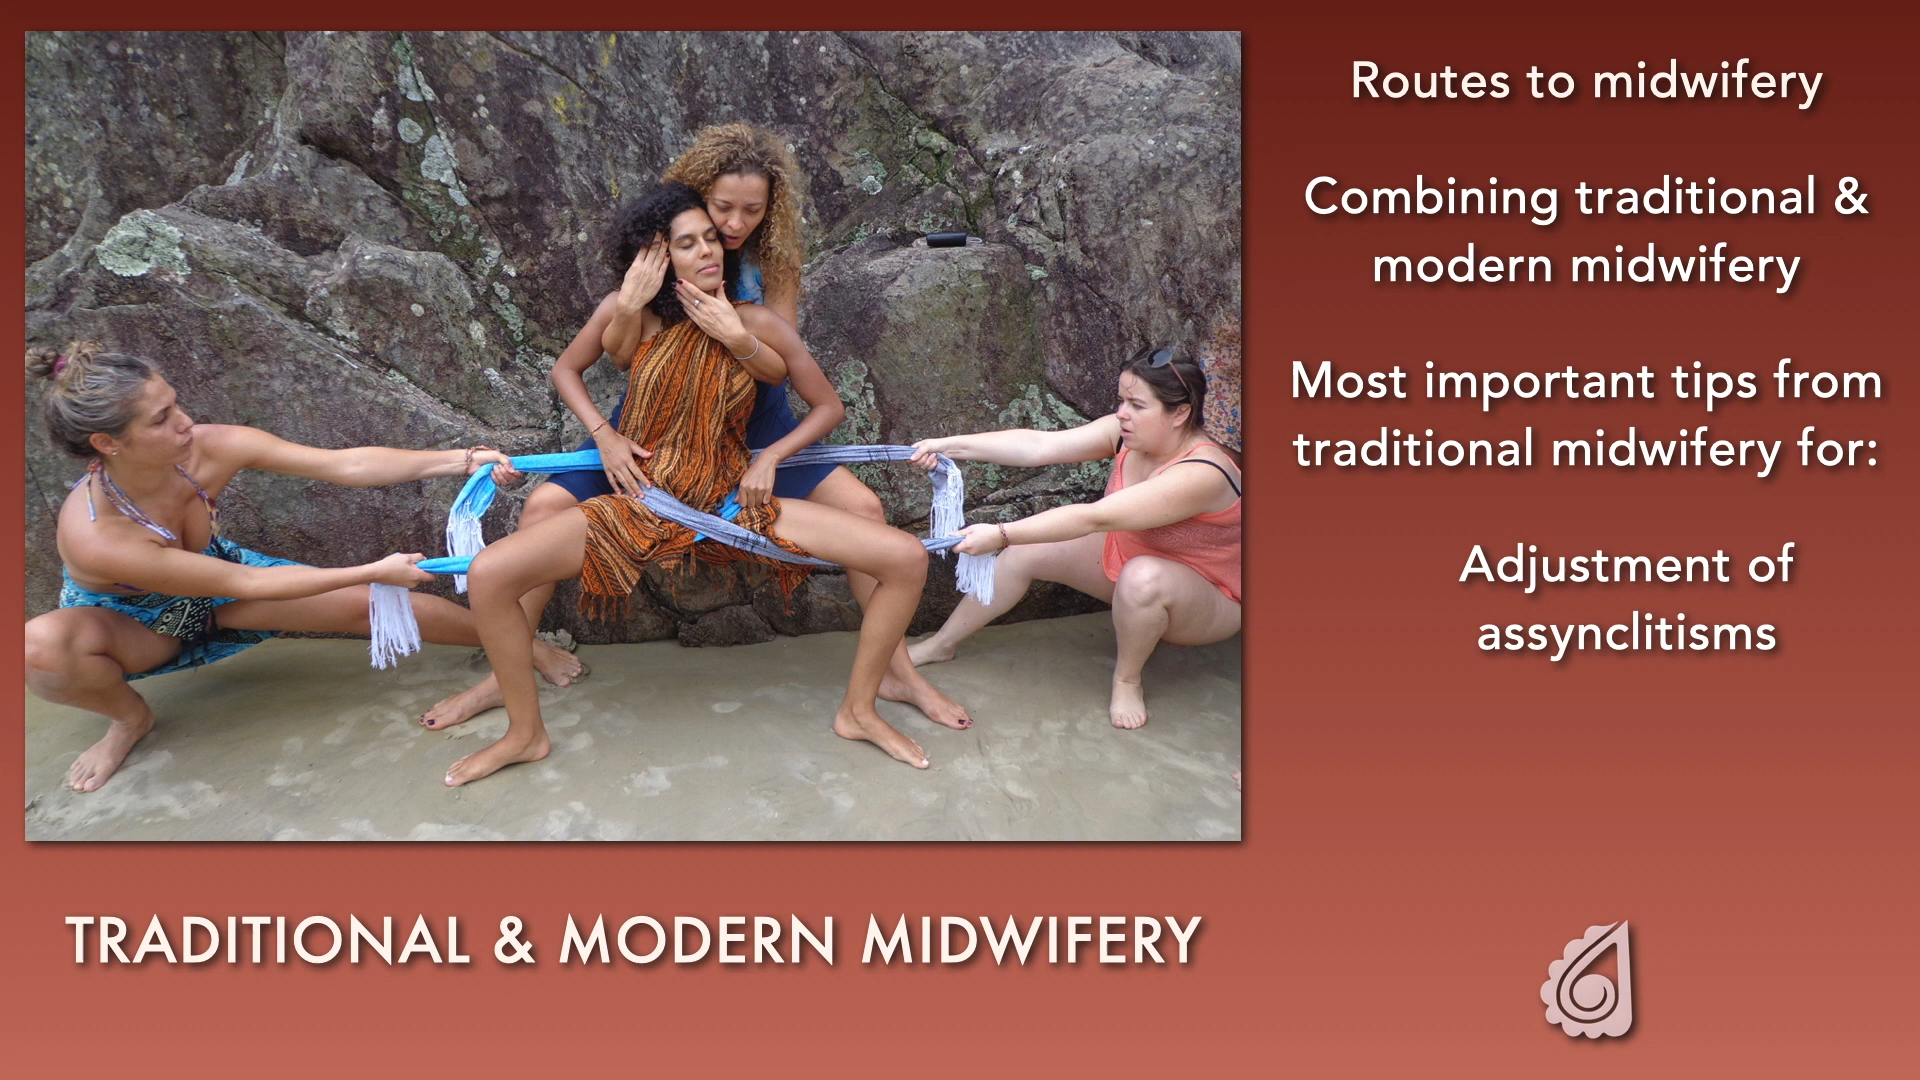 Routes to midwifery
Combining traditional &
modern midwifery
Most important tips from
traditional midwifery for:
Adjustment of
assynclitisms
TRADITIONAL & MODERN MIDWIFERY